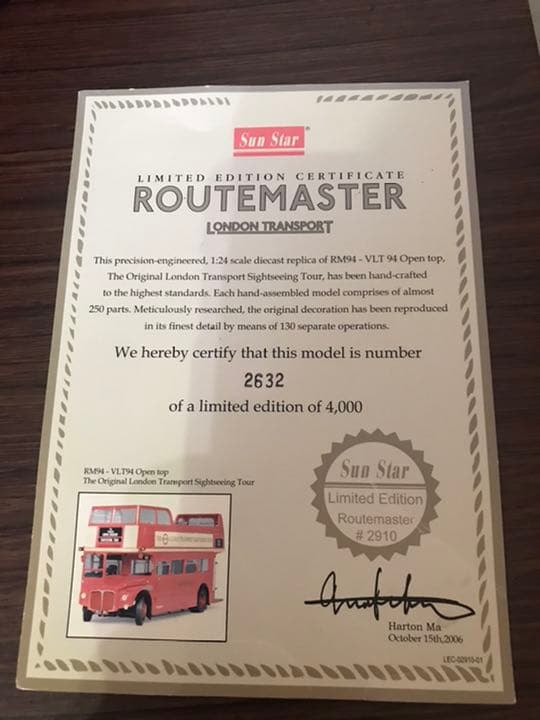 Sun Star®
LIMITED EDITION CERTIFICATE
ROUTEMASTER
LONDON TRANSPORT
This precision-engineered, 1:24 scale diecast replica of RM94 - VLT 94 Open top,
The Original London Transport Sightseeing Tour, has been hand-crafted
to the highest standards. Each hand-assembled model comprises of almost
250 parts. Meticulously researched, the original decoration has been reproduced
in its finest detail by means of 130 separate operations.
We hereby certify that this model is number
2632
of a limited edition of 4,000
RM94 - VLT94 Open top
The Original London Transport Sightseeing Tour
Sun Star
Limited Edition
Routemaster
# 2910
Harton Ma
October 15th,2006
LEC-02910-01